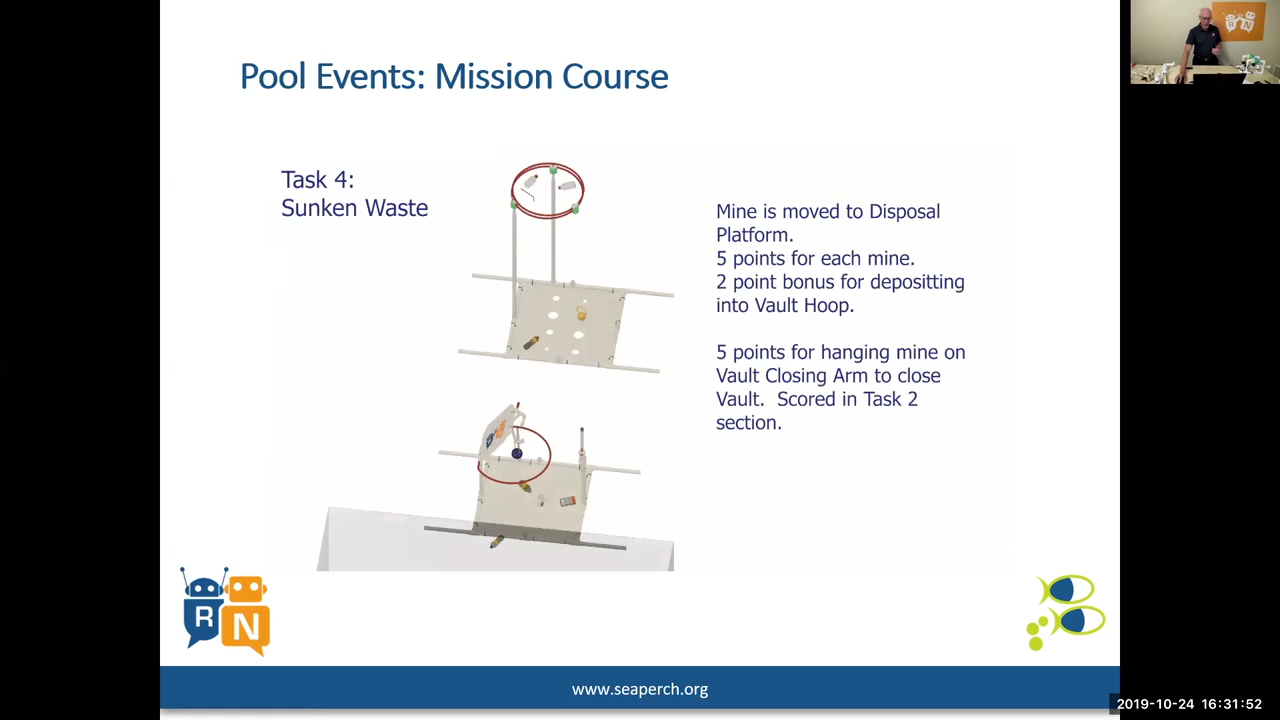 Pool Events: Mission Course
Task 4:
Sunken Waste
Mine is moved to Disposal
Platform.
5 points for each mine.
2 point bonus for depositting
into Vault Hoop.
5 points for hanging mine on
Vault Closing Arm to close
Vault. Scored in Task 2
section.
R N
www.seaperch.org
2019-10-24 16:31:52